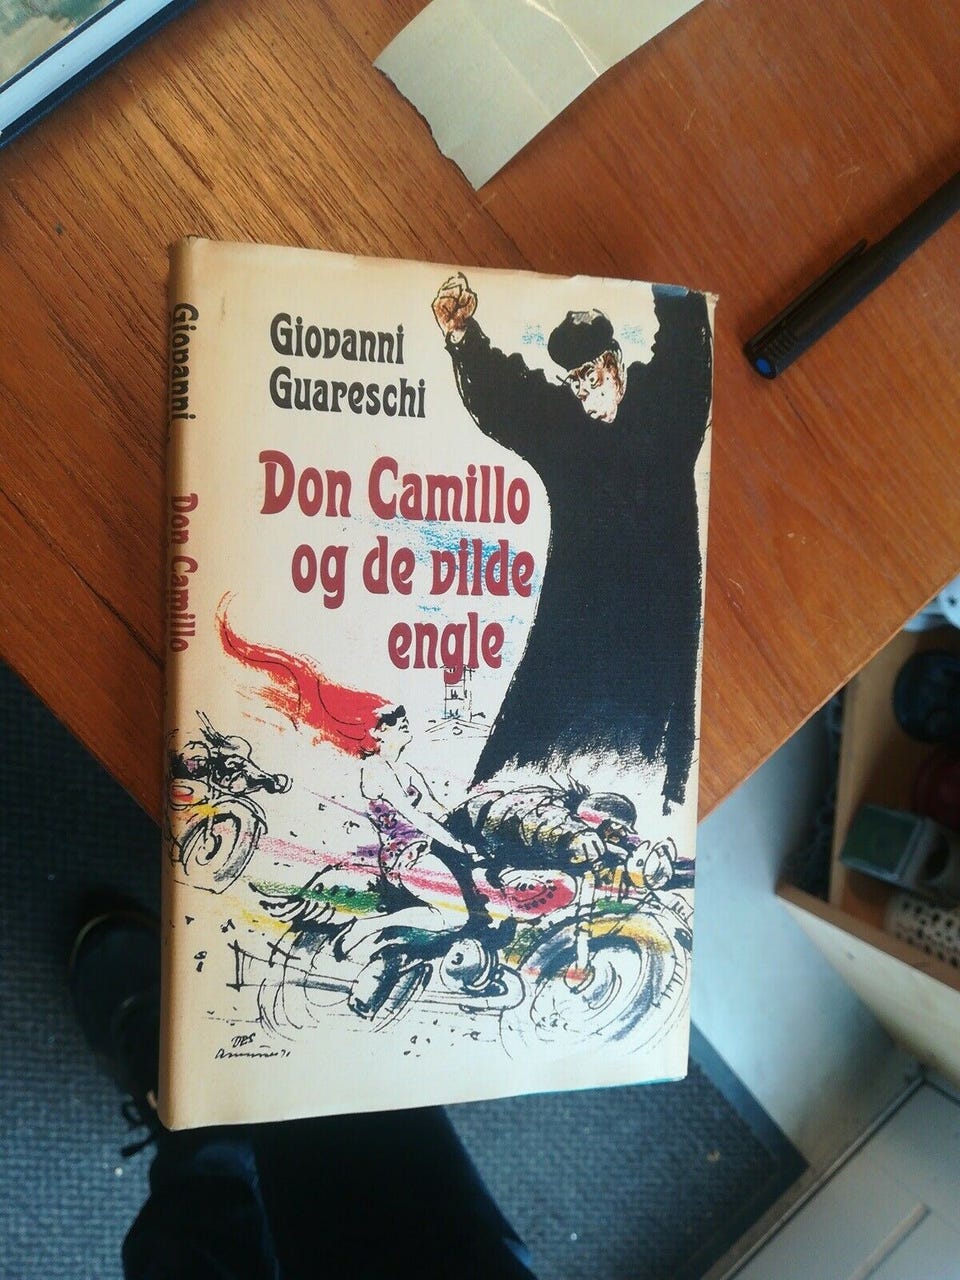 Giovanni
Guareschi
Don Camillo
og de vilde
engle
Giovanni Don Camillo